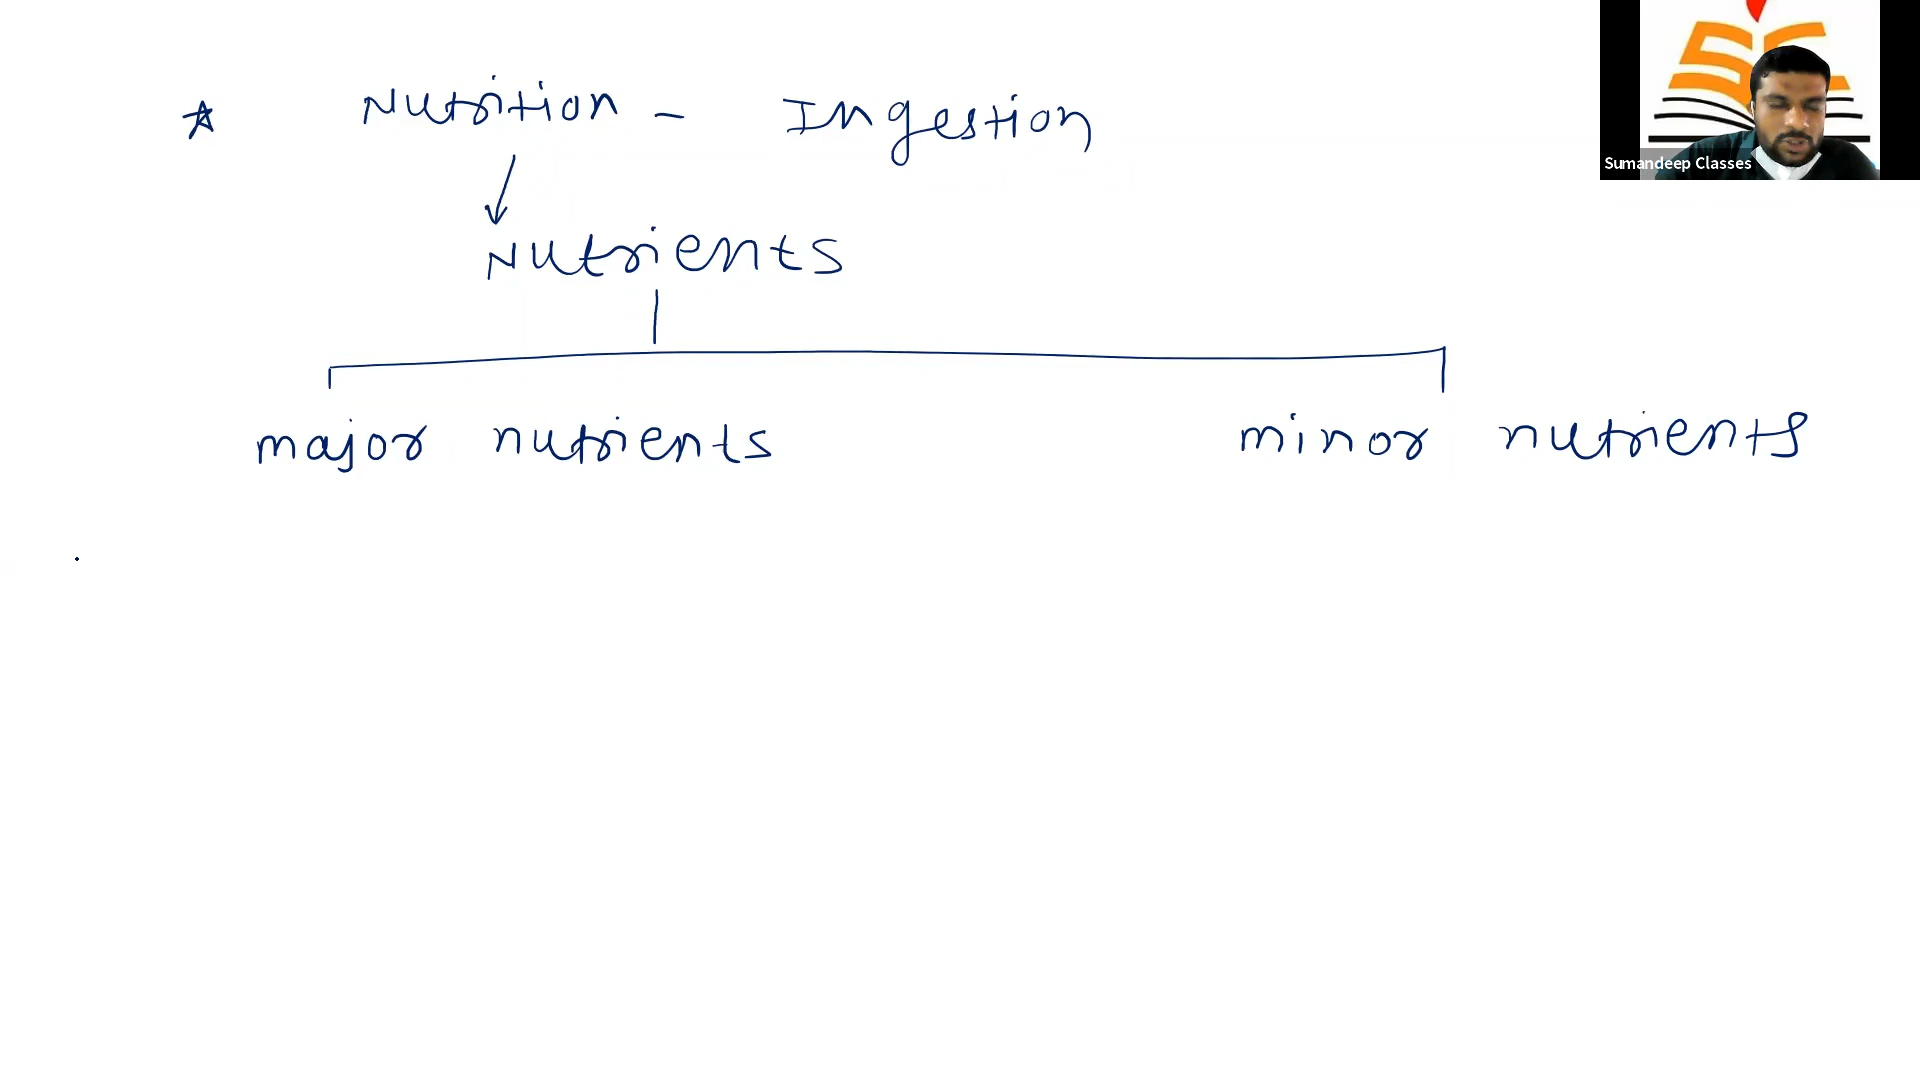 ☆ Nutrition - Ingestion
Sumandeep Classes
Nutrients
major nutrients minor nutrients